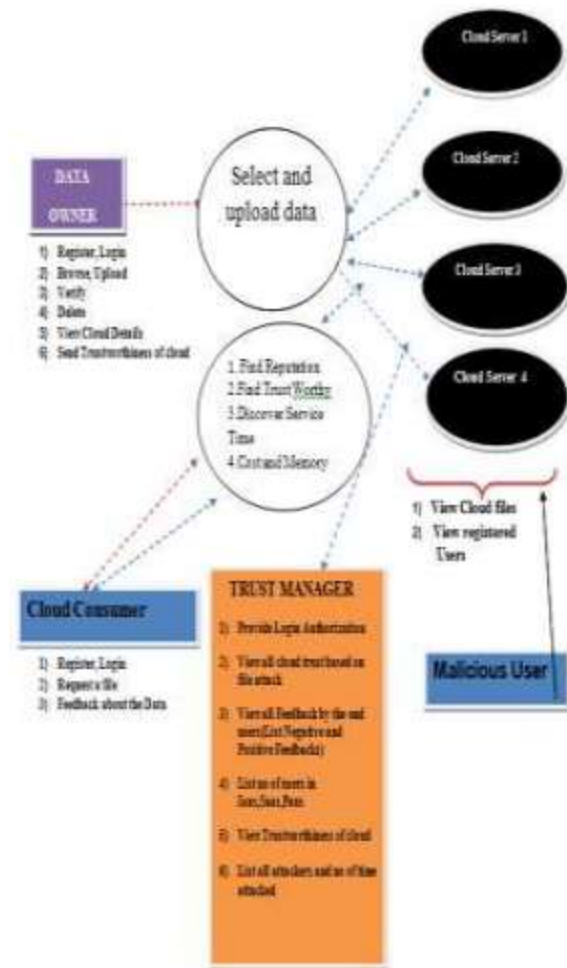 Cloud Server 1
Cloud Server 2
Cloud Server 3
Cloud Server 4
DATA
OWNER
Select and
upload data
1) Register, Login
2) Browse, Upload
3) Verify
4) Delete
5) View Cloud Details
6) Send Trustworthiness of cloud
1. Find Reputation
2.Find Trust Worthy
3.Discover Service
Time
4.Cost and Memory
1) View Cloud files
2) View registered
Users
Cloud Consumer
1) Register, Login
2) Request a file
3) Feedback about the Data
TRUST MANAGER
1) Provide Login Authorization
2) View all cloud trust based on
file attack
3) View all Feedback by the end
users(List Negative and
Positive Feedbacks)
4) List no of users in
5) View Trustworthiness of cloud
6) List all attackers and no of time
attacked
Malicious User